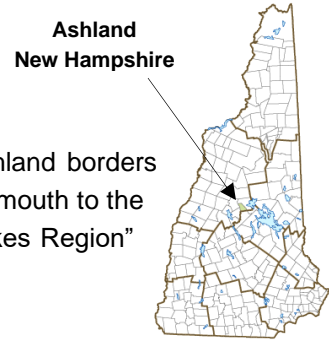 Ashland
New Hampshire
hland borders
mouth to the
kes Region”